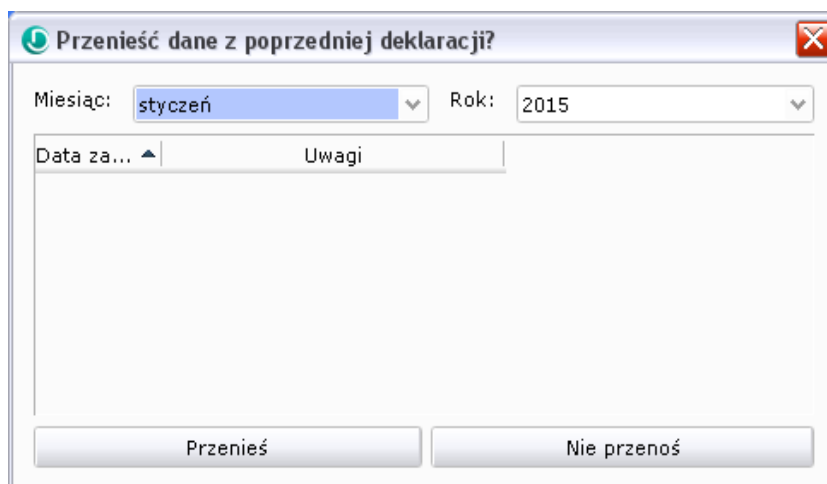 Przenieść dane z poprzedniej deklaracji?
Miesiąc: styczeń Rok: 2015
Data za... Uwagi
Przenieś Nie przenoś